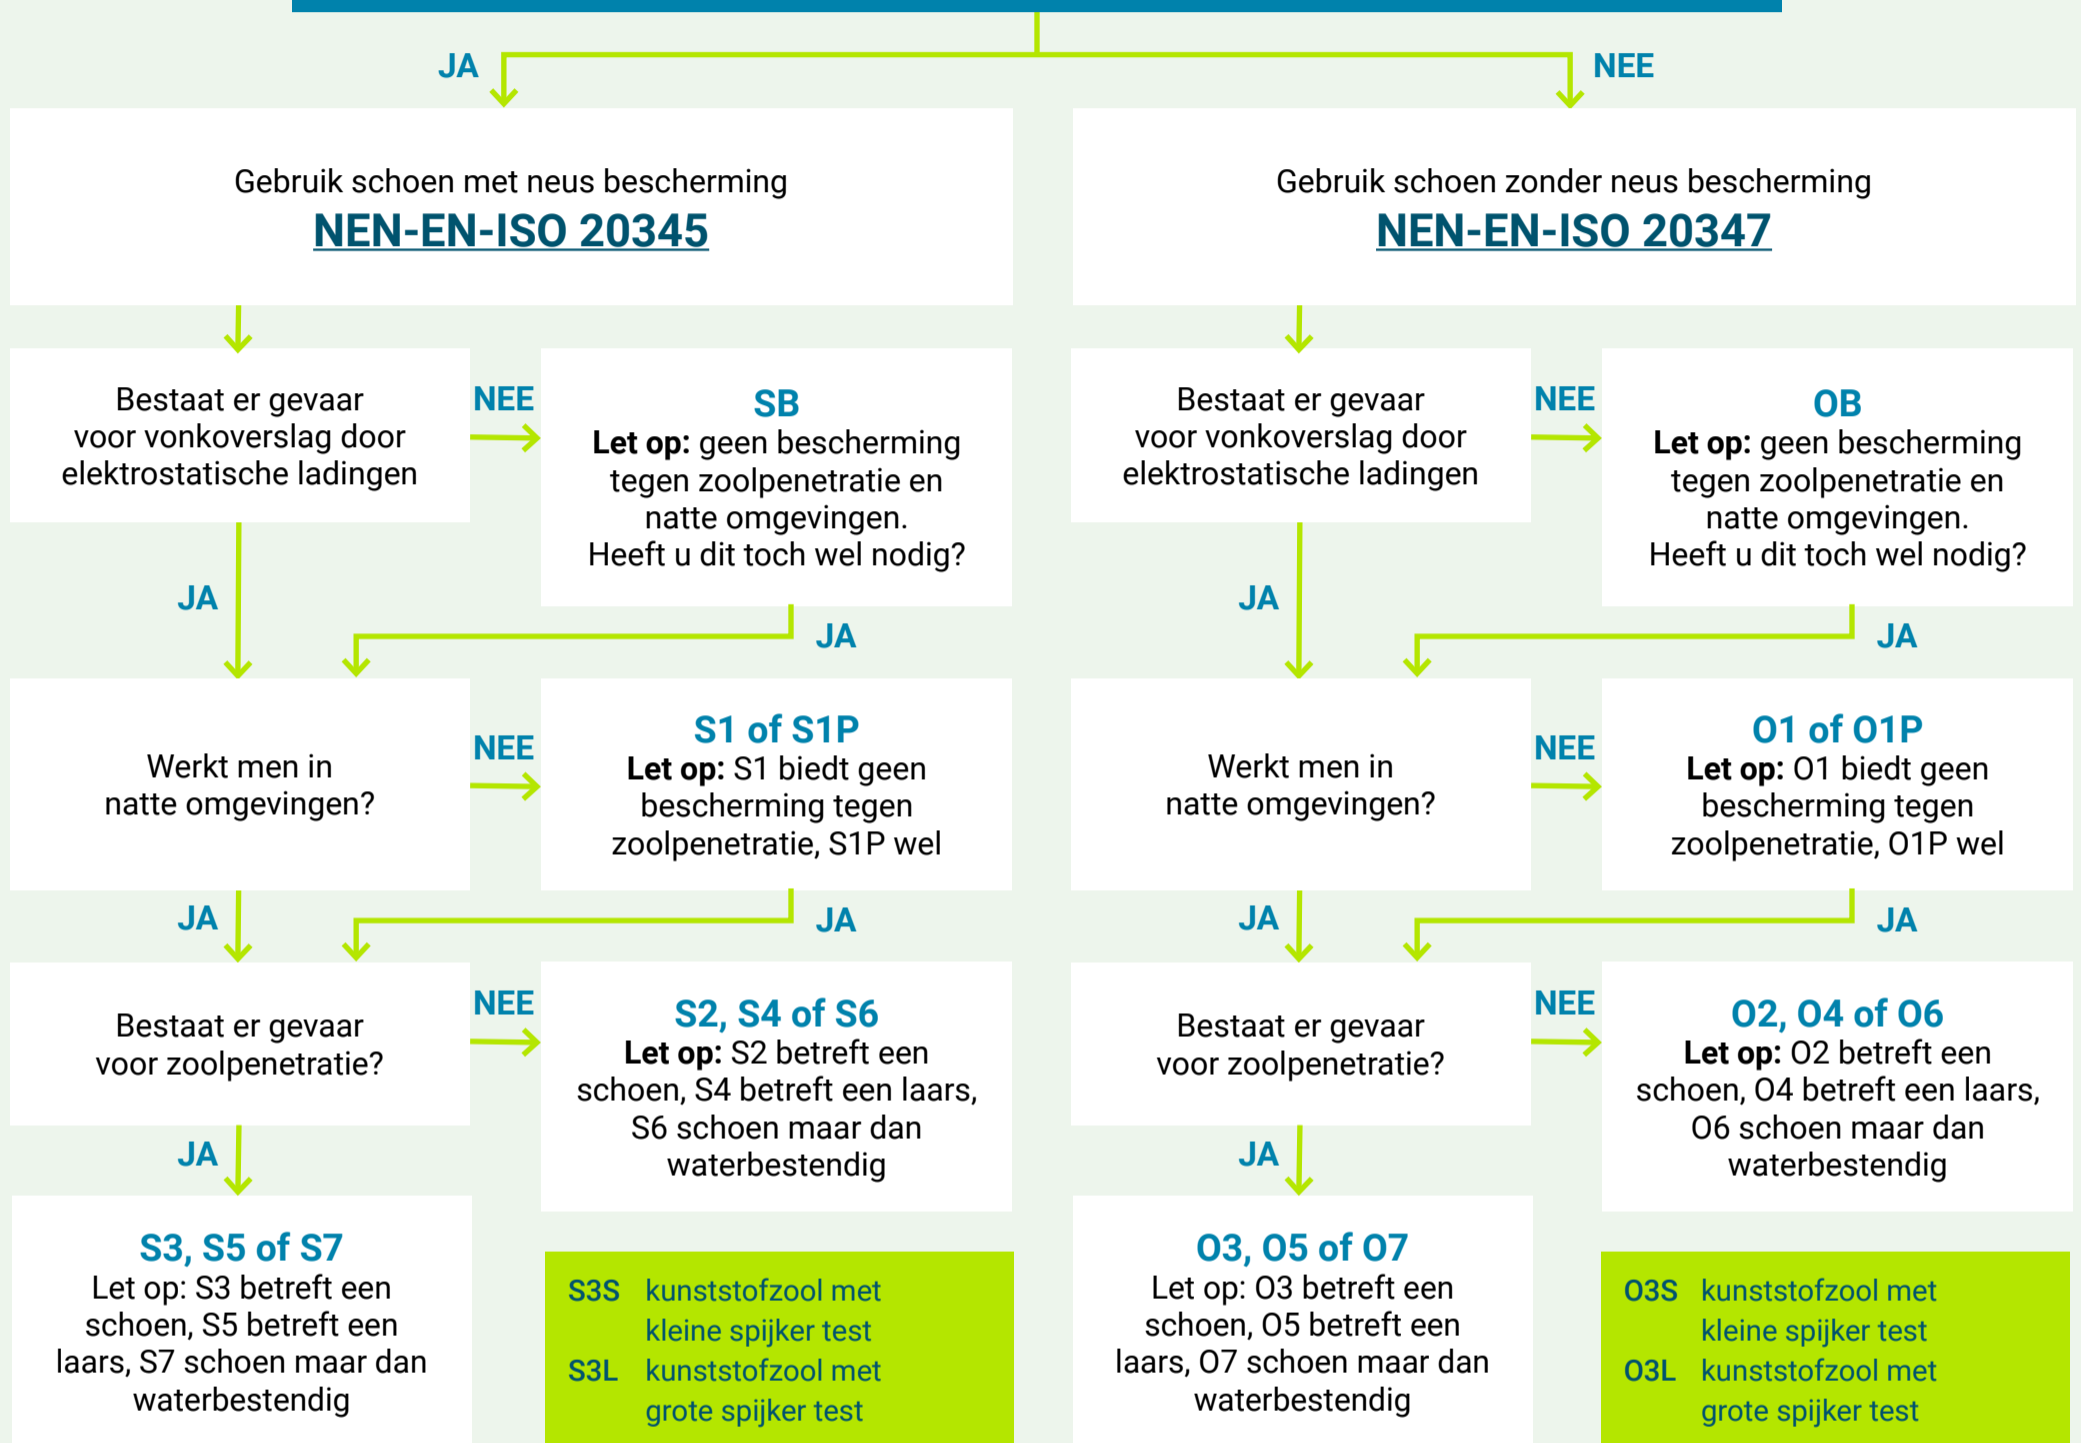 JA
NEE
Gebruik schoen met neus bescherming
NEN-EN-ISO 20345
Gebruik schoen zonder neus bescherming
NEN-EN-ISO 20347
Bestaat er gevaar
voor vonkoverslag door
elektrostatische ladingen
NEE
SB
Let op: geen bescherming
tegen zoolpenetratie en
natte omgevingen.
Heeft u dit toch wel nodig?
JA
JA
Bestaat er gevaar
voor vonkoverslag door
elektrostatische ladingen
NEE
OB
Let op: geen bescherming
tegen zoolpenetratie en
natte omgevingen.
Heeft u dit toch wel nodig?
JA
JA
Werkt men in
natte omgevingen?
NEE
S1 of S1P
Let op: S1 biedt geen
bescherming tegen
zoolpenetratie, S1P wel
JA
JA
Werkt men in
natte omgevingen?
NEE
O1 of O1P
Let op: O1 biedt geen
bescherming tegen
zoolpenetratie, O1P wel
JA
JA
Bestaat er gevaar
voor zoolpenetratie?
NEE
S2, S4 of S6
Let op: S2 betreft een
schoen, S4 betreft een laars,
S6 schoen maar dan
waterbestendig
JA
Bestaat er gevaar
voor zoolpenetratie?
NEE
O2, O4 of O6
Let op: O2 betreft een
schoen, O4 betreft een laars,
O6 schoen maar dan
waterbestendig
JA
S3, S5 of S7
Let op: S3 betreft een
schoen, S5 betreft een
laars, S7 schoen maar dan
waterbestendig
S3S kunststofzool met
kleine spijker test
S3L kunststofzool met
grote spijker test
O3, O5 of O7
Let op: O3 betreft een
schoen, O5 betreft een
laars, O7 schoen maar dan
waterbestendig
O3S kunststofzool met
kleine spijker test
O3L kunststofzool met
grote spijker test